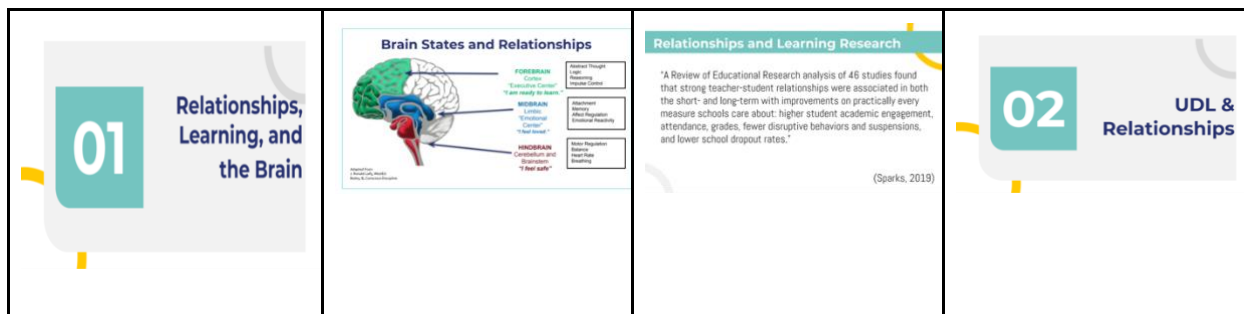 01
Relationships,
Learning, and
the Brain
Brain States and Relationships
FOREBRAIN
Cortex
"Executive Center"
"I am ready to learn."
Abstract Thought
Logic
Reasoning
Impulse Control
MIDBRAIN
Limbic
"Emotional
Center"
"I feel loved."
Attachment
Memory
Affect Regulation
Emotional Reactivity
HINDBRAIN
Cerebellum and
Brainstem
"I feel safe"
Motor Regulation
Balance
Heart Rate
Breathing
Adapted from:
Relationships and Learning Research
"A Review of Educational Research analysis of 46 studies found
that strong teacher-student relationships were associated in both
the short- and long-term with improvements on practically every
measure schools care about: higher student academic engagement,
attendance, grades, fewer disruptive behaviors and suspensions,
and lower school dropout rates."
(Sparks, 2019)
02
UDL &
Relationships